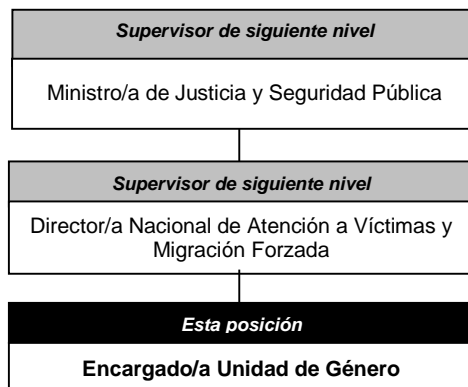 Supervisor de siguiente nivel
Ministro/a de Justicia y Seguridad Pública
Supervisor de siguiente nivel
Director/a Nacional de Atención a Víctimas y
Migración Forzada
Esta posición
Encargado/a Unidad de Género